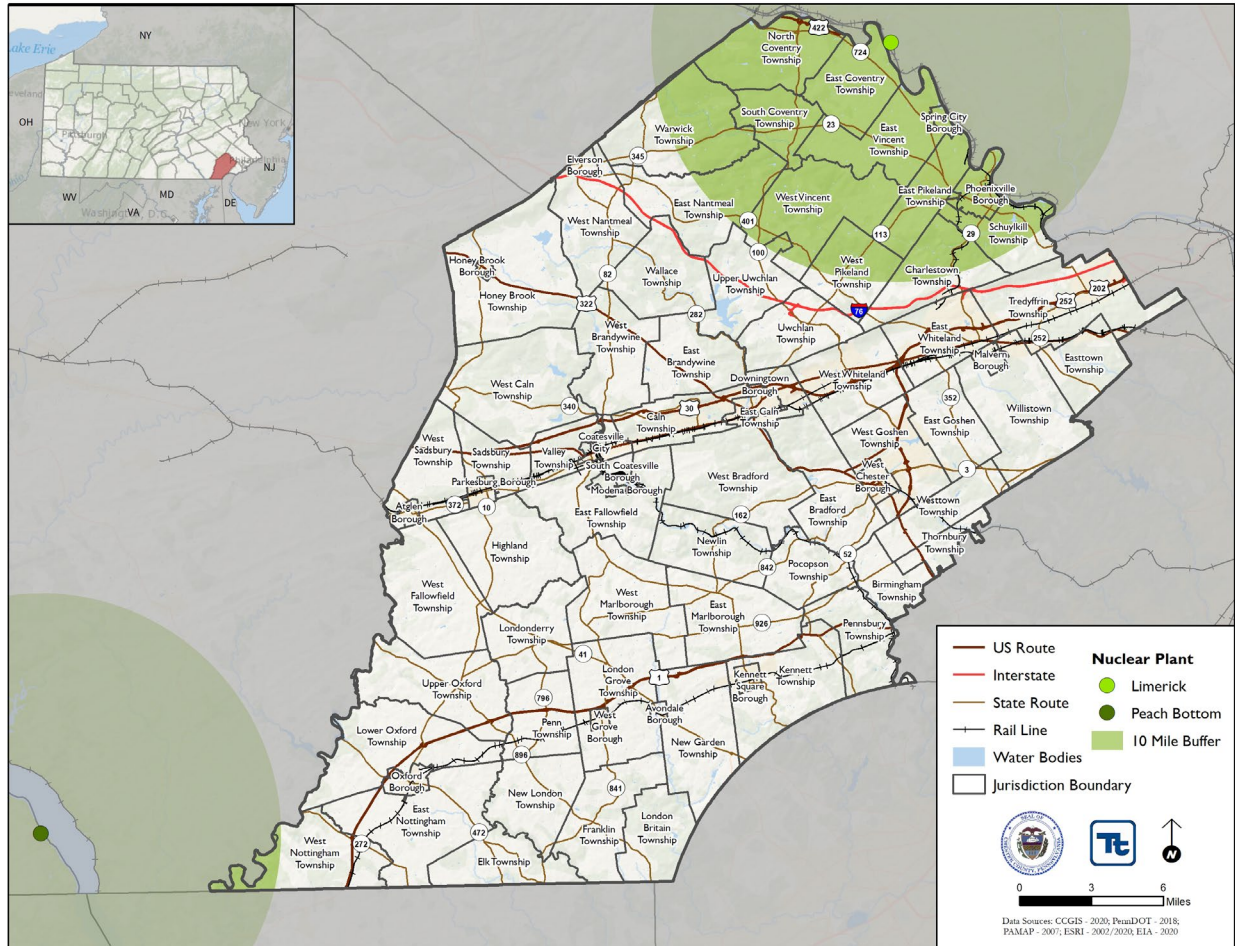 NY
Lake Erie
Cleveland
OH
Pittsburgh
New York
Philadelphia
NJ
WV
MD
DE
VA
Washington D.C.
422
North
Coventry
Township
724
East Coventry
Township
South Coventry
Township
23
Spring City
Borough
East
Vincent
Township
Warwick
Township
345
Elverson
Borough
East Pikeland
Township
Phoenixville
Borough
West Vincent
Township
East Nantmeal
Township
West Nantmeal
Township
401
113
29
Schuylkill
Township
100
Honey Brook
Borough
82
Wallace
Township
Upper Uwchlan
Township
West
Pikeland
Township
Charlestown
Township
Honey Brook
Township
322
282
76
202
252
Tredyffrin
Township
West
Brandywine
Township
Uwchlan
Township
East
Whiteland
Township
252
East
Brandywine
Township
Malvern
Borough
Easttown
Township
West Caln
Township
Downingtown
Borough
West Whiteland
Township
340
30
Caln
Township
East Caln
Township
352
Willistown
Township
East Goshen
Township
West
Sadsbury
Township
Sadsbury
Township
Valley
Township
Coatesville
City
West Goshen
Township
South Coatesville
Borough
Parkesburg Borough
Modena Borough
West Bradford
Township
West
Chester
Borough
3
372
10
Atglen
Borough
East
Bradford
Township
Westtown
Township
162
East Fallowfield
Township
Newlin
Township
Thornbury
Township
Highland
Township
52
842
Pocopson
Township
Birmingham
Township
West
Fallowfield
Township
West
Marlborough
Township
East
Marlborough
Township
926
Pennsbury
Township
Londonderry
Township
41
London
Grove
Township
1
Kennett
Square
Borough
Kennett
Township
Upper Oxford
Township
796
Penn
Township
West
Grove
Borough
Avondale
Borough
Lower Oxford
Township
896
New Garden
Township
Oxford
Borough
New London
Township
841
East
Nottingham
Township
London
Britain
Township
Franklin
Township
West
Nottingham
Township
272
472
Elk Township
US Route
Interstate
State Route
Rail Line
Water Bodies
Jurisdiction Boundary
Nuclear Plant
Limerick
Peach Bottom
10 Mile Buffer
Tt
N
0 3 6
Miles
Data Sources: CCGIS - 2020; PennDOT - 2018;
PAMAP - 2007; ESRI - 2002/2020; EIA - 2020